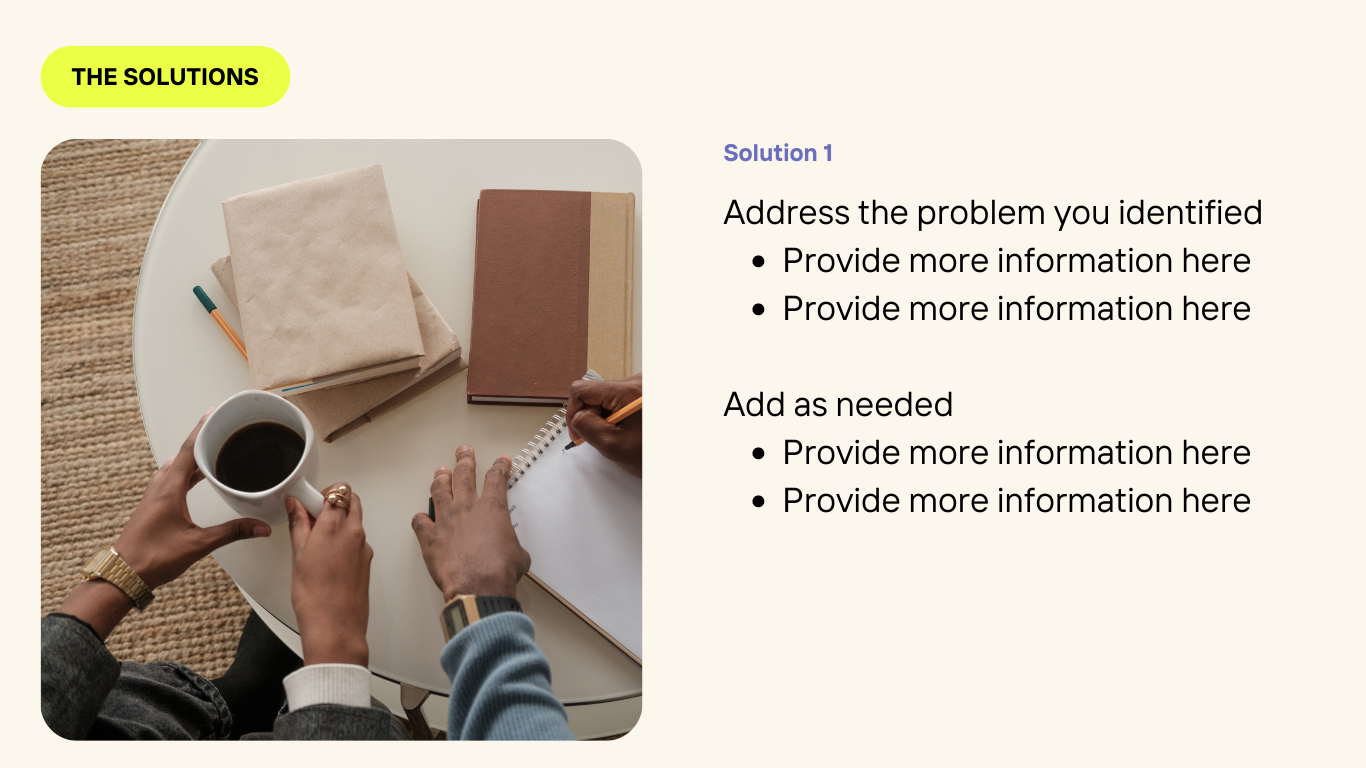 THE SOLUTIONS
Solution 1
Address the problem you identified
• Provide more information here
• Provide more information here
Add as needed
• Provide more information here
• Provide more information here